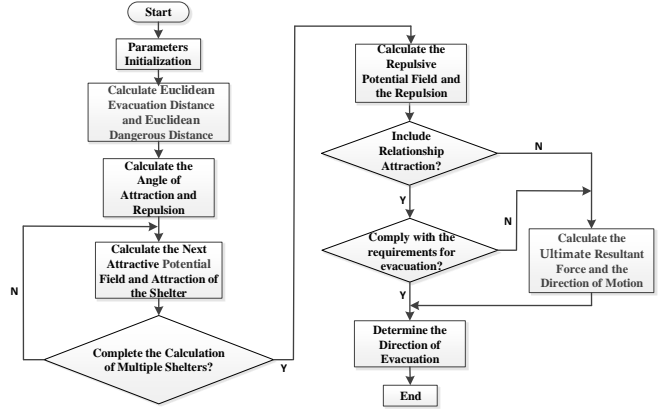 Start
Parameters
Initialization
Calculate Euclidean
Evacuation Distance
and Euclidean
Dangerous Distance
Calculate the
Angle of
Attraction and
Repulsion
Calculate the Next
Attractive Potential
Field and Attraction of
the Shelter
N
Complete the Calculation
of Multiple Shelters?
Y
Calculate the
Repulsive
Potential Field and
the Repulsion
Include
Relationship
Attraction?
N
Y
Comply with the
requirements for
evacuation?
N
Y
Calculate the
Ultimate Resultant
Force and the
Direction of Motion
Determine the
Direction of
Evacuation
End